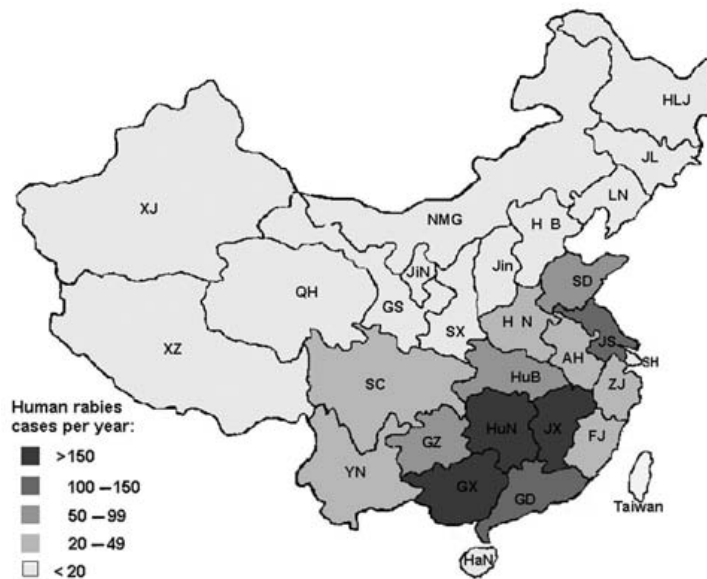 HLJ
JL
LN
XJ
NMG
H B
JiN
Jin
SD
QH
GS
SX
H N
JS
XZ
AH
SH
SC
HuB
ZJ
Human rabies
cases per year:
>150
100 – 150
50 – 99
20 – 49
< 20
GZ
HuN
JX
FJ
YN
GX
GD
Taiwan
HaN